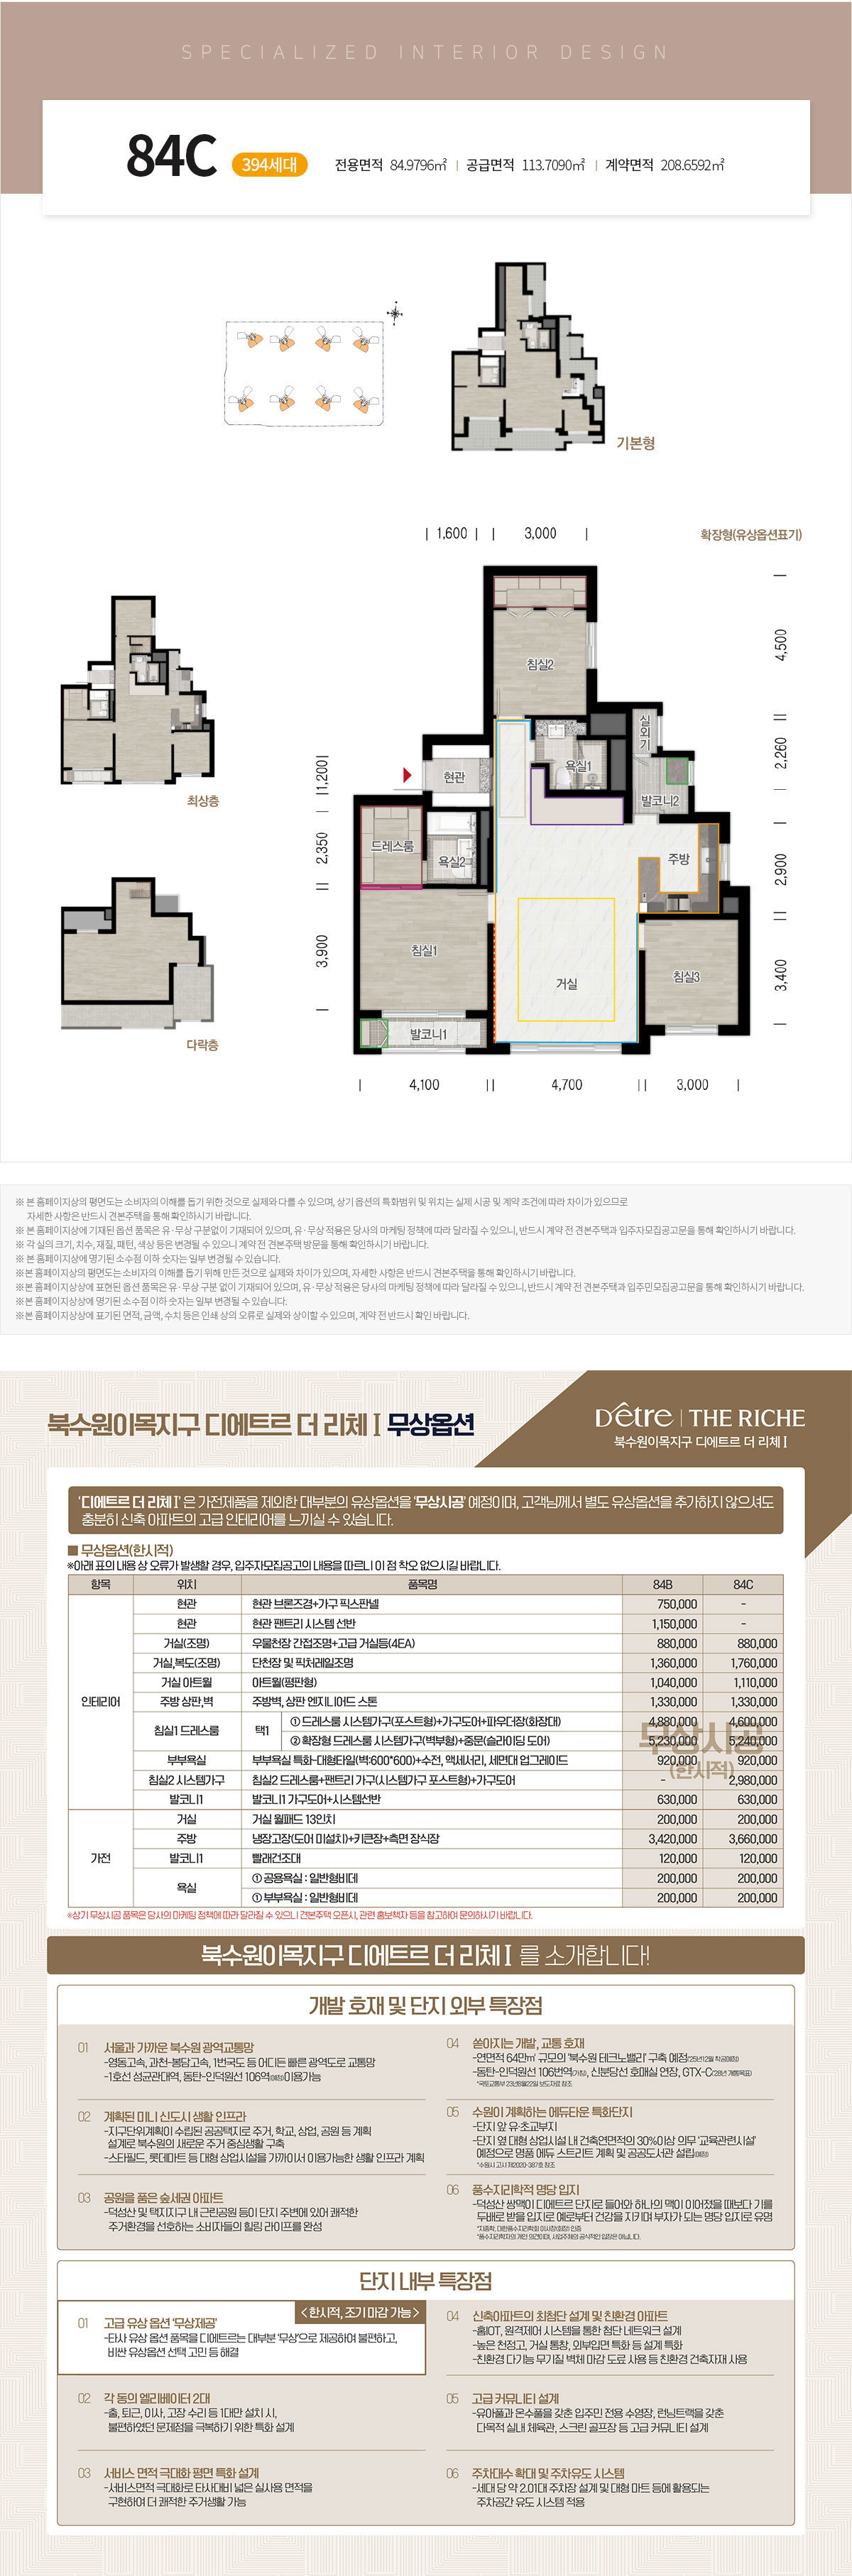 SPECIALIZED INTERIOR DESIGN
84C 394세대 전용면적 84.9796㎡ | 공급면적 113.7090㎡ | 계약면적 208.6592㎡
기본형
1,600 3,000
확장형(유상옵션표기)
4,500
침실2
실외기
2,260
욕실1
현관
1,200
발코니2
최상층
드레스룸
욕실2
주방
2,350
2,900
침실1
3,900
거실
침실3
3,400
발코니1
다락층
4,100 4,700 3,000
※ 본 홈페이지상의 평면도는 소비자의 이해를 돕기 위한 것으로 실제와 다를 수 있으며, 상기 옵션의 특화범위 및 위치는 실제 시공 및 계약 조건에 따라 차이가 있으므로
자세한 사항은 반드시 견본주택을 통해 확인하시기 바랍니다.
※ 본 홈페이지상에 기재된 옵션 품목은 유·무상 구분없이 기재되어 있으며, 유·무상 적용은 당사의 마케팅 정책에 따라 달라질 수 있으니, 반드시 계약 전 견본주택과 입주자모집공고문을 통해 확인하시기 바랍니다.
※ 각 실의 크기, 치수, 재질, 패턴, 색상 등은 변경될 수 있으니 계약 전 견본주택 방문을 통해 확인하시기 바랍니다.
※ 본 홈페이지상에 명기된 소수점 이하 숫자는 일부 변경될 수 있습니다.
※본 홈페이지상의 평면도는 소비자의 이해를 돕기 위해 만든 것으로 실제와 차이가 있으며, 자세한 사항은 반드시 견본주택을 통해 확인하시기 바랍니다.
※본 홈페이지상상에 표현된 옵션 품목은 유·무상 구분 없이 기재되어 있으며, 유·무상 적용은 당사의 마케팅 정책에 따라 달라질 수 있으니, 반드시 계약 전 견본주택과 입주민모집공고문을 통해 확인하시기 바랍니다.
※본 홈페이지상상에 명기된 소수점 이하 숫자는 일부 변경될 수 있습니다.
※본 홈페이지상상에 표기된 면적, 금액, 수치 등은 인쇄 상의 오류로 실제와 상이할 수 있으며, 계약 전 반드시 확인 바랍니다.
북수원이목지구 디에트르 더 리체Ⅰ 무상옵션
Dêtre | THE RICHE
북수원이목지구 디에트르 더 리체Ⅰ
'디에트르 더 리체Ⅰ'은 가전제품을 제외한 대부분의 유상옵션을 '무상시공' 예정이며, 고객님께서 별도 유상옵션을 추가하지 않으셔도
충분히 신축 아파트의 고급 인테리어를 느끼실 수 있습니다.
■ 무상옵션(한시적)
※아래 표의 내용 상 오류가 발생할 경우, 입주자모집공고의 내용을 따르니 이 점 착오 없으시길 바랍니다.
항목 위치 품목명 84B 84C
현관 현관 브론즈경+가구 픽스판넬 750,000 -
현관 현관 팬트리 시스템 선반 1,150,000 -
거실(조명) 우물천장 간접조명+고급 거실등(4EA) 880,000 880,000
거실,복도(조명) 단천장 및 픽처레일조명 1,360,000 1,760,000
거실 아트월 아트월(평판형) 1,040,000 1,110,000
인테리어 주방 상판,벽 주방벽, 상판 엔지니어드 스톤 1,330,000 1,330,000
침실1 드레스룸 택1 ① 드레스룸 시스템가구(포스트형)+가구도어+파우더장(화장대) 4,880,000 4,600,000
② 확장형 드레스룸 시스템가구(벽부형)+중문(슬라이딩 도어) 5,230,000 5,240,000
무상시공
(한시적)
부부욕실 부부욕실 특화-대형타일(벽:600*600)+수전, 액세서리, 세면대 업그레이드 920,000 920,000
침실2 시스템가구 침실2 드레스룸+팬트리 가구(시스템가구 포스트형)+가구도어 - 2,980,000
발코니1 발코니1 가구도어+시스템선반 630,000 630,000
거실 거실 월패드 13인치 200,000 200,000
주방 냉장고장(도어 미설치)+키큰장+측면 장식장 3,420,000 3,660,000
가전 발코니1 빨래건조대 120,000 120,000
욕실 ① 공용욕실 : 일반형비데 200,000 200,000
① 부부욕실 : 일반형비데 200,000 200,000
※상기 무상시공 품목은 당사의 마케팅 정책에 따라 달라질 수 있으니 견본주택 오픈시, 관련 홍보책자 등을 참고하여 문의하시기 바랍니다.
북수원이목지구 디에트르 더 리체Ⅰ 를 소개합니다!
개발 호재 및 단지 외부 특장점
01 서울과 가까운 북수원 광역교통망
-영동고속, 과천-봉담고속, 1번국도 등 어디든 빠른 광역도로 교통망
-1호선 성균관대역, 동탄-인덕원선 106역(예정)이용가능
02 계획된 미니 신도시 생활 인프라
-지구단위계획이 수립된 공공택지로 주거, 학교, 상업, 공원 등 계획
설계로 북수원의 새로운 주거 중심생활 구축
-스타필드, 롯데마트 등 대형 상업시설을 가까이서 이용가능한 생활 인프라 계획
03 공원을 품은 숲세권 아파트
-덕성산 및 택지지구 내 근린공원 등이 단지 주변에 있어 쾌적한
주거환경을 선호하는 소비자들의 힐링 라이프를 완성
04 쏟아지는 개발, 교통 호재
-연면적 64만㎡ 규모의 '북수원 테크노밸리' 구축 예정(25년12월 착공예정)
-동탄-인덕원선 106번역(가칭), 신분당선 호매실 연장, GTX-C(28년 개통목표)
*국토교통부 23년8월22일 보도자료 참조
05 수원이 계획하는 에듀타운 특화단지
-단지 앞 유·초교부지
-단지 옆 대형 상업시설 내 건축연면적의 30%이상 의무 '교육관련시설'
예정으로 명품 에듀 스트리트 계획 및 공공도서관 설립(예정)
*수원시 고시 제2020-387호 참조
06 풍수지리학적 명당 입지
-덕성산 쌍맥이 디에트르 단지로 들어와 하나의 맥이 이어졌을 때보다 기를
두배로 받을 입지로 예로부터 건강을 지키며 부자가 되는 명당 입지로 유명
*풍수지리학자의 개인 의견이며, 사업주체의 공식적인 입장은 아닙니다.
단지 내부 특장점
<한시적, 조기 마감 가능>
01 고급 유상 옵션 '무상제공'
-타사 유상 옵션 품목을 디에트르는 대부분 '무상'으로 제공하여 불편하고,
비싼 유상옵션 선택 고민 등 해결
02 각 동의 엘리베이터 2대
-출, 퇴근, 이사, 고장 수리 등 1대만 설치 시,
불편하였던 문제점을 극복하기 위한 특화 설계
03 서비스 면적 극대화 평면 특화 설계
-서비스면적 극대화로 타사대비 넓은 실사용 면적을
구현하여 더 쾌적한 주거생활 가능
04 신축아파트의 최첨단 설계 및 친환경 아파트
-홈IOT, 원격제어 시스템을 통한 첨단 네트워크 설계
-높은 천정고, 거실 통창, 외부입면 특화 등 설계 특화
-친환경 다기능 무기질 벽체 마감 도료 사용 등 친환경 건축자재 사용
05 고급 커뮤니티 설계
-유아풀과 온수풀을 갖춘 입주민 전용 수영장, 런닝트랙을 갖춘
다목적 실내 체육관, 스크린 골프장 등 고급 커뮤니티 설계
06 주차대수 확대 및 주차유도 시스템
-세대 당 약 2.01대 주차장 설계 및 대형 마트 등에 활용되는
주차공간 유도 시스템 적용